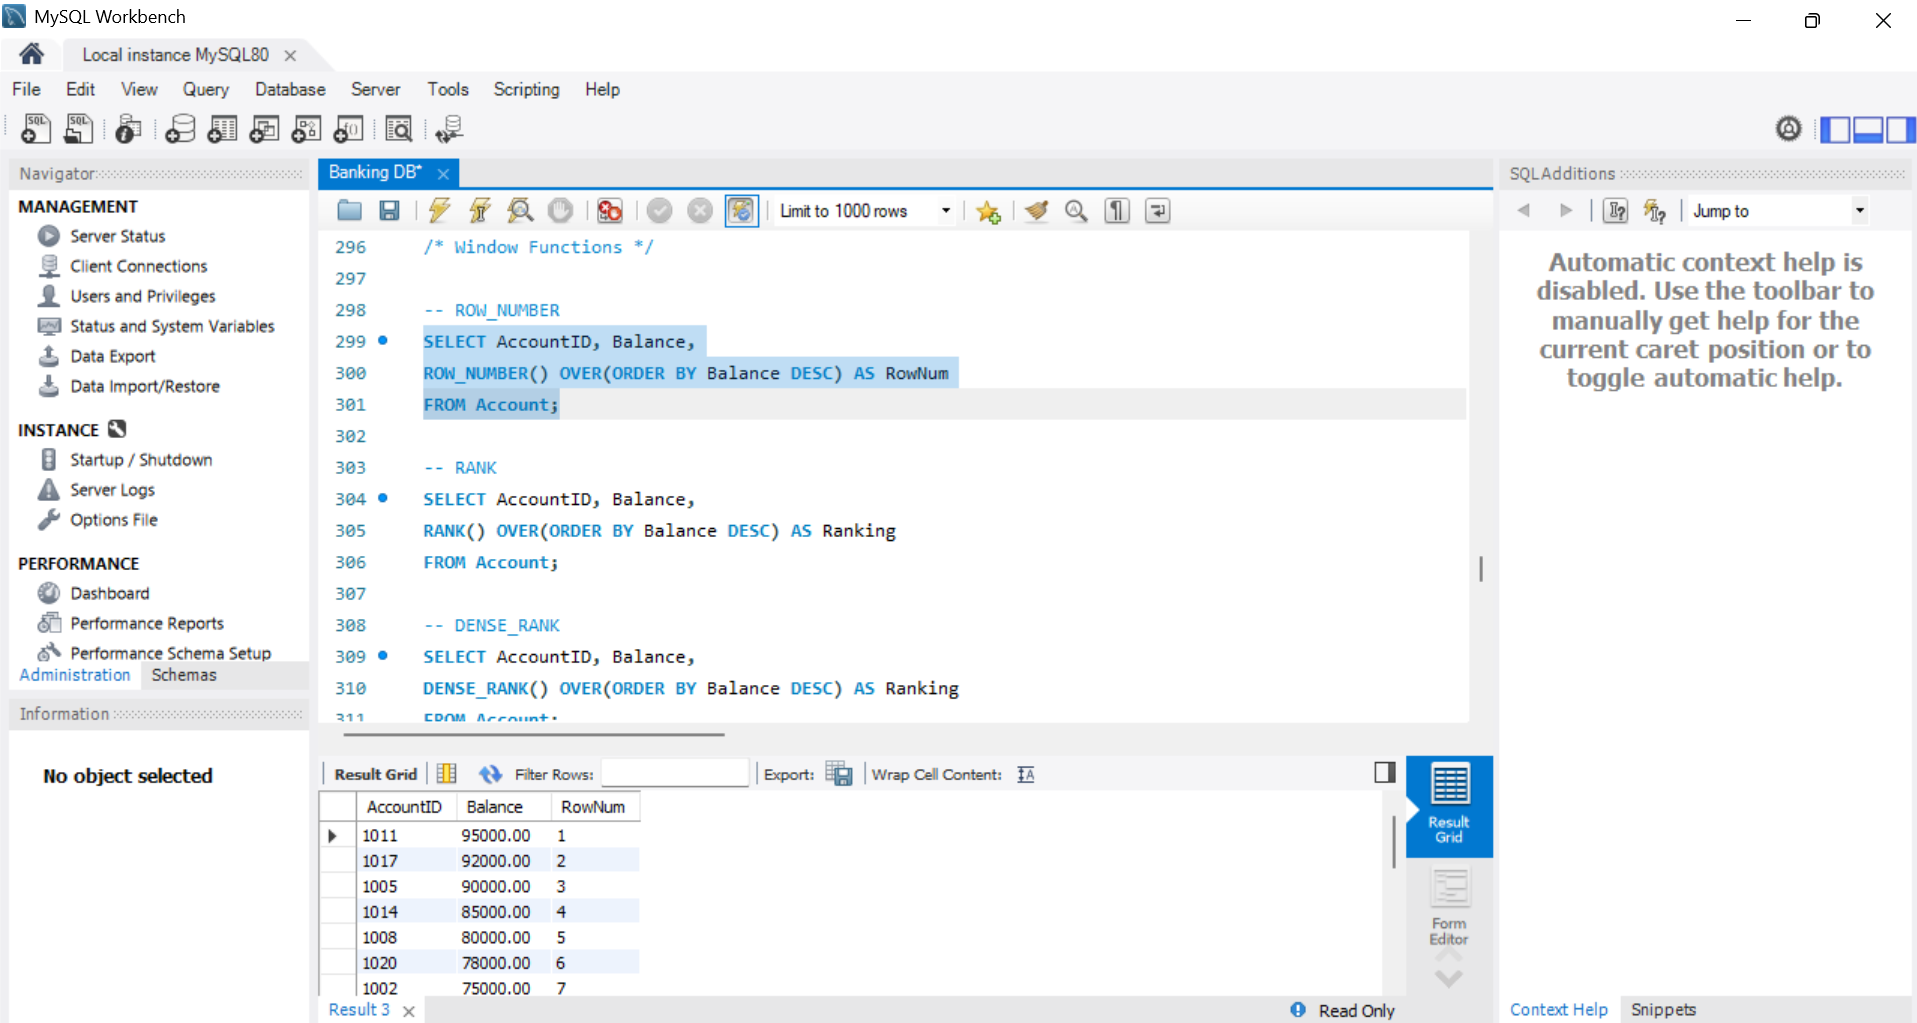 MySQL Workbench
Local instance MySQL80
File Edit View Query Database Server Tools Scripting Help
Navigator
MANAGEMENT
Server Status
Client Connections
Users and Privileges
Status and System Variables
Data Export
Data Import/Restore
INSTANCE
Startup / Shutdown
Server Logs
Options File
PERFORMANCE
Dashboard
Performance Reports
Performance Schema Setup
Administration Schemas
Information
No object selected
Banking DB*
Limit to 1000 rows
296 /* Window Functions */
297
298 -- ROW_NUMBER
299 SELECT AccountID, Balance,
300 ROW_NUMBER() OVER(ORDER BY Balance DESC) AS RowNum
301 FROM Account;
302
303 -- RANK
304 SELECT AccountID, Balance,
305 RANK() OVER(ORDER BY Balance DESC) AS Ranking
306 FROM Account;
307
308 -- DENSE_RANK
309 SELECT AccountID, Balance,
310 DENSE_RANK() OVER(ORDER BY Balance DESC) AS Ranking
311 FROM Account;
Result Grid Filter Rows: Export: Wrap Cell Content:
AccountID Balance RowNum
1011 95000.00 1
1017 92000.00 2
1005 90000.00 3
1014 85000.00 4
1008 80000.00 5
1020 78000.00 6
1002 75000.00 7
Result Grid
Form Editor
Result 3
Read Only
SQLAdditions
Jump to
Automatic context help is
disabled. Use the toolbar to
manually get help for the
current caret position or to
toggle automatic help.
Context Help Snippets